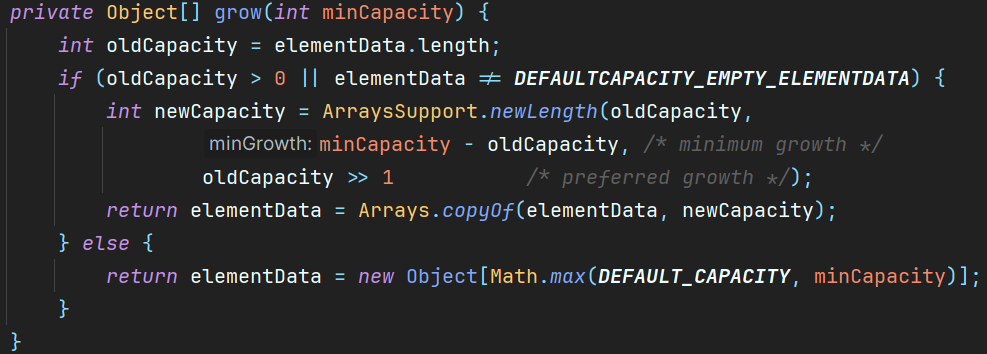 private Object[] grow(int minCapacity) {
    int oldCapacity = elementData.length;
    if (oldCapacity > 0 || elementData ≠ DEFAULTCAPACITY_EMPTY_ELEMENTDATA) {
        int newCapacity = ArraysSupport.newLength(oldCapacity,
                minGrowth: minCapacity - oldCapacity, /* minimum growth */
                oldCapacity >> 1           /* preferred growth */);
        return elementData = Arrays.copyOf(elementData, newCapacity);
    } else {
        return elementData = new Object[Math.max(DEFAULT_CAPACITY, minCapacity)];
    }
}